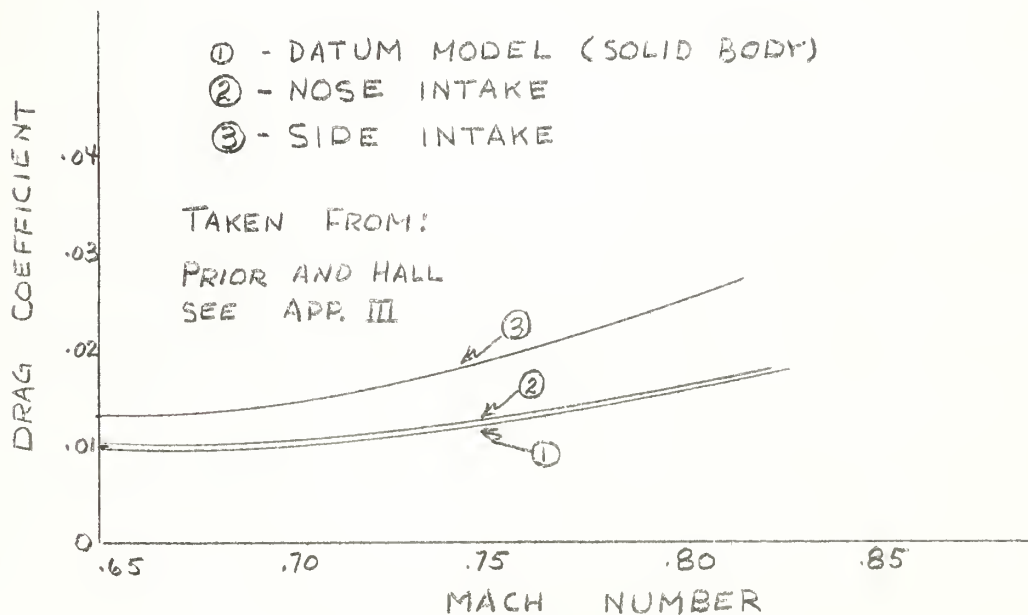 ① - DATUM MODEL (SOLID BODY)
② - NOSE INTAKE
③ - SIDE INTAKE
TAKEN FROM:
PRIOR AND HALL
SEE APP. III
DRAG COEFFICIENT
.04
.03
.02
.01
0
③
②
①
.65 .70 .75 .80 .85
MACH NUMBER